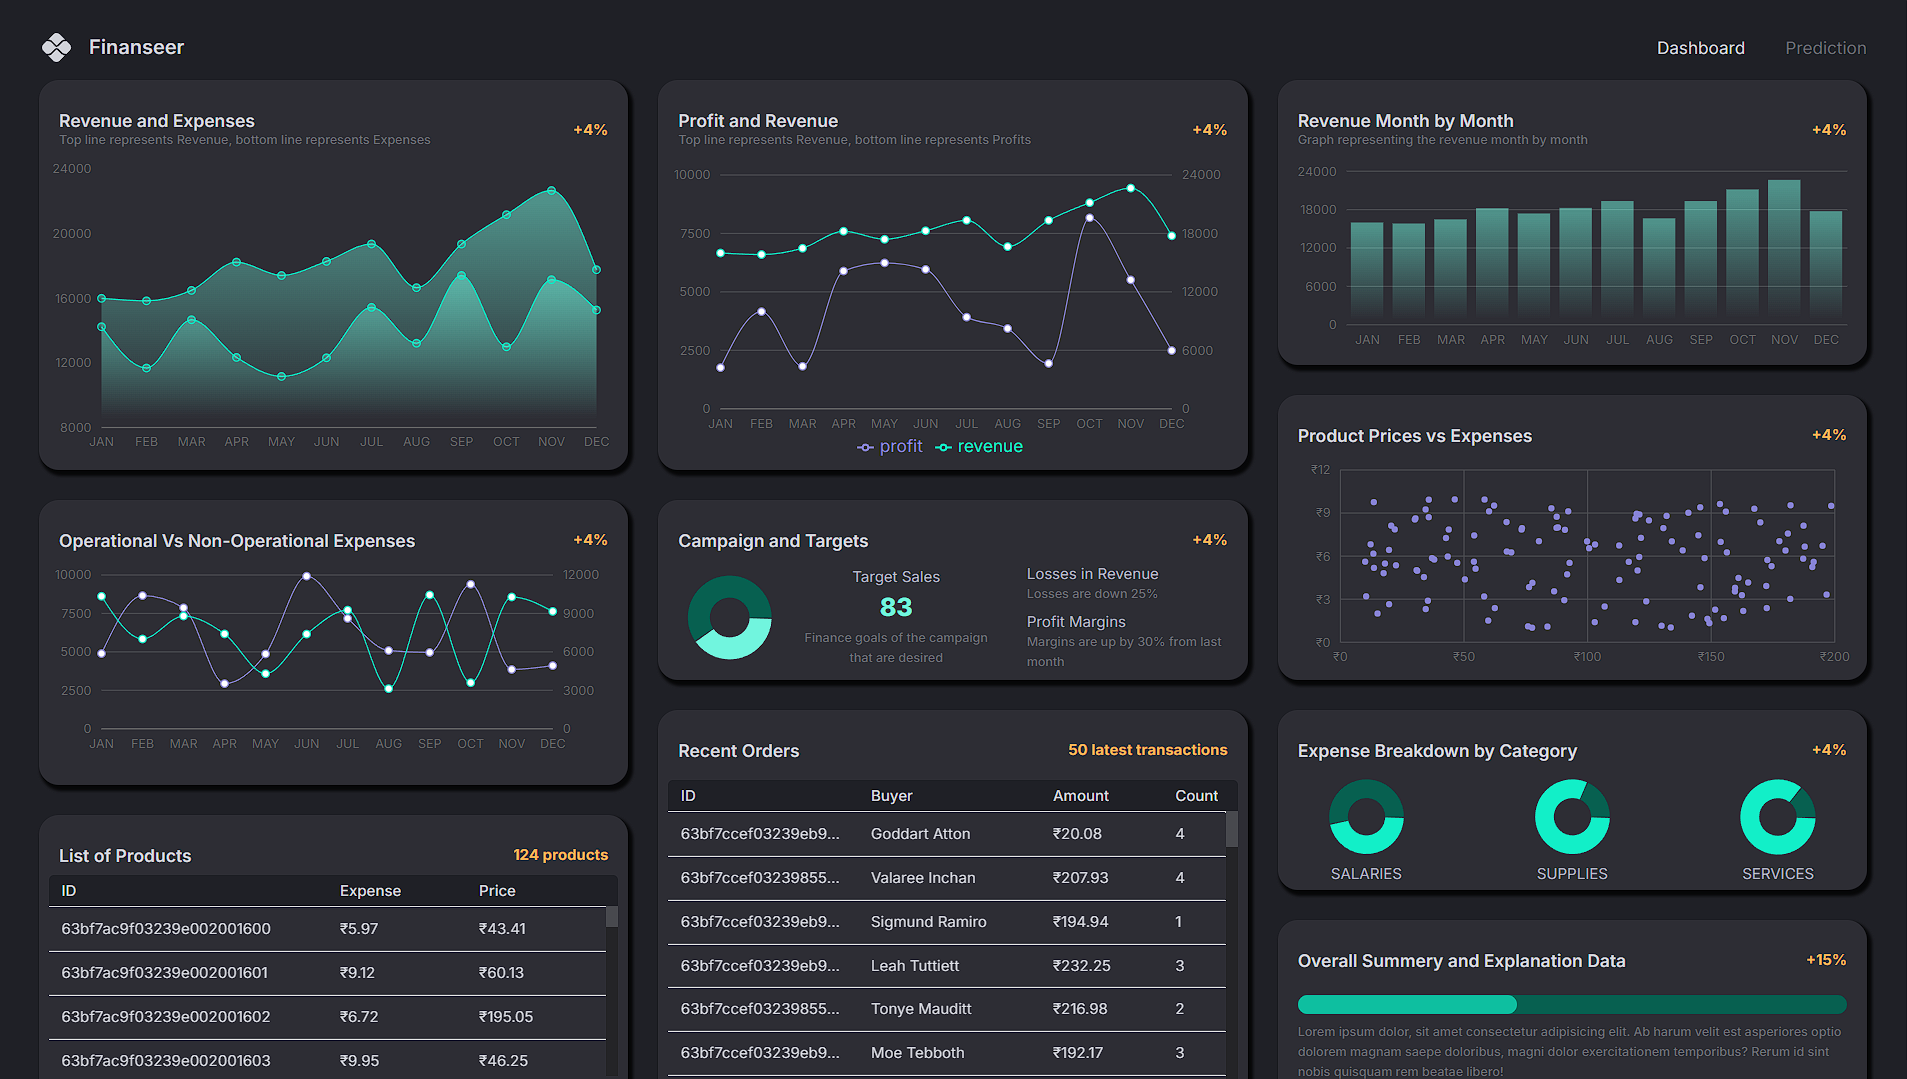 Finanseer
Dashboard
Prediction
Revenue and Expenses
Top line represents Revenue, bottom line represents Expenses
+4%
24000
20000
16000
12000
8000
JAN FEB MAR APR MAY JUN JUL AUG SEP OCT NOV DEC
Profit and Revenue
Top line represents Revenue, bottom line represents Profits
+4%
10000
7500
5000
2500
0
24000
18000
12000
6000
0
JAN FEB MAR APR MAY JUN JUL AUG SEP OCT NOV DEC
profit revenue
Revenue Month by Month
Graph representing the revenue month by month
+4%
24000
18000
12000
6000
0
JAN FEB MAR APR MAY JUN JUL AUG SEP OCT NOV DEC
Operational Vs Non-Operational Expenses
+4%
10000
7500
5000
2500
0
12000
9000
6000
3000
0
JAN FEB MAR APR MAY JUN JUL AUG SEP OCT NOV DEC
Campaign and Targets
+4%
Target Sales
83
Finance goals of the campaign
that are desired
Losses in Revenue
Losses are down 25%
Profit Margins
Margins are up by 30% from last
month
Product Prices vs Expenses
+4%
₹12
₹9
₹6
₹3
₹0
₹0 ₹50 ₹100 ₹150 ₹200
List of Products
124 products
ID Expense Price
63bf7ac9f03239e002001600 ₹5.97 ₹43.41
63bf7ac9f03239e002001601 ₹9.12 ₹60.13
63bf7ac9f03239e002001602 ₹6.72 ₹195.05
63bf7ac9f03239e002001603 ₹9.95 ₹46.25
Recent Orders
50 latest transactions
ID Buyer Amount Count
63bf7ccef03239eb9... Goddart Atton ₹20.08 4
63bf7ccef03239855... Valaree Inchan ₹207.93 4
63bf7ccef03239eb9... Sigmund Ramiro ₹194.94 1
63bf7ccef03239eb9... Leah Tuttiett ₹232.25 3
63bf7ccef03239855... Tonye Mauditt ₹216.98 2
63bf7ccef03239eb9... Moe Tebboth ₹192.17 3
Expense Breakdown by Category
+4%
SALARIES
SUPPLIES
SERVICES
Overall Summery and Explanation Data
+15%
Lorem ipsum dolor, sit amet consectetur adipisicing elit. Ab harum velit est asperiores optio
dolorem magnam saepe doloribus, magni dolor exercitationem temporibus? Rerum id sint
nobis quisquam rem beatae libero!